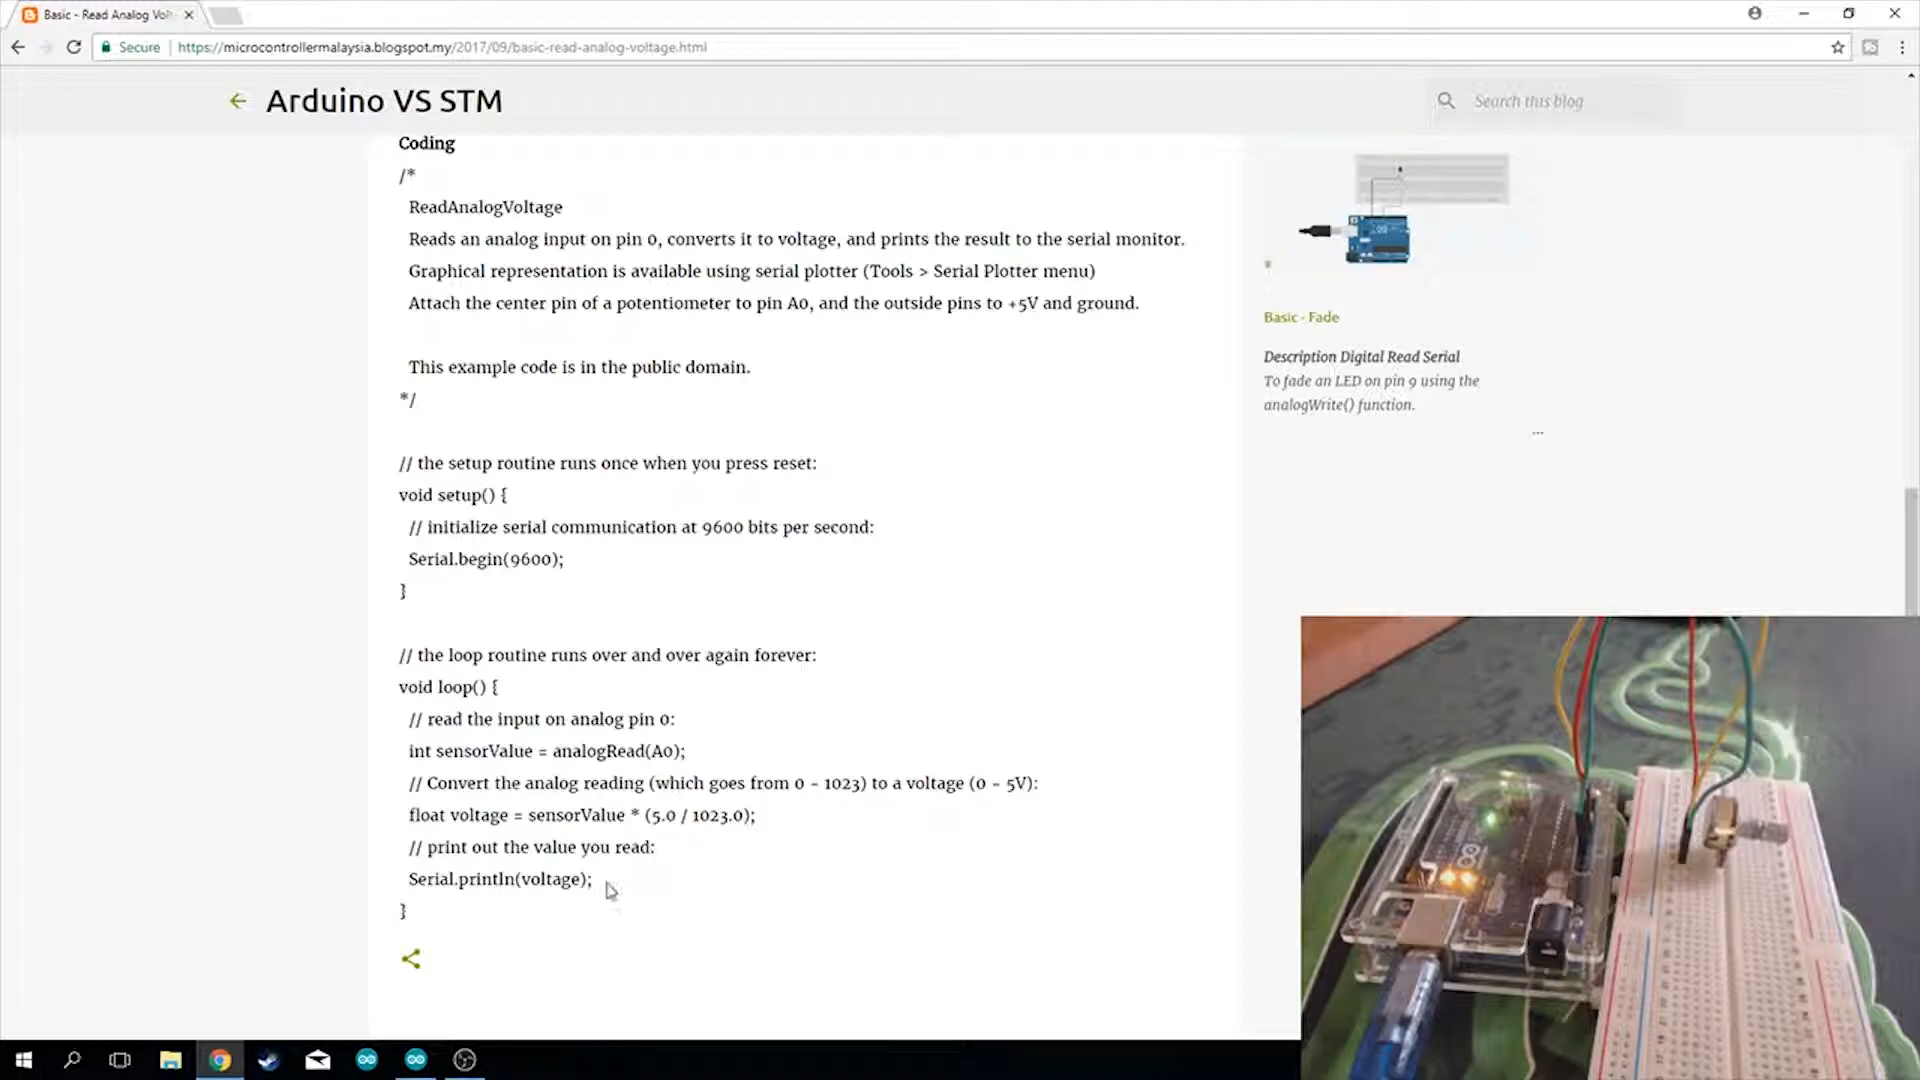 Basic - Read Analog Vol
Secure
https://microcontrollermalaysia.blogspot.my/2017/09/basic-read-analog-voltage.html
Arduino VS STM
Search this blog
Coding
/*
ReadAnalogVoltage
Reads an analog input on pin 0, converts it to voltage, and prints the result to the serial monitor.
Graphical representation is available using serial plotter (Tools > Serial Plotter menu)
Attach the center pin of a potentiometer to pin A0, and the outside pins to +5V and ground.
This example code is in the public domain.
*/
// the setup routine runs once when you press reset:
void setup() {
// initialize serial communication at 9600 bits per second:
Serial.begin(9600);
}
// the loop routine runs over and over again forever:
void loop() {
// read the input on analog pin 0:
int sensorValue = analogRead(A0);
// Convert the analog reading (which goes from 0 - 1023) to a voltage (0 - 5V):
float voltage = sensorValue * (5.0 / 1023.0);
// print out the value you read:
Serial.println(voltage);
}
Basic - Fade
Description Digital Read Serial
To fade an LED on pin 9 using the
analogWrite() function.
...